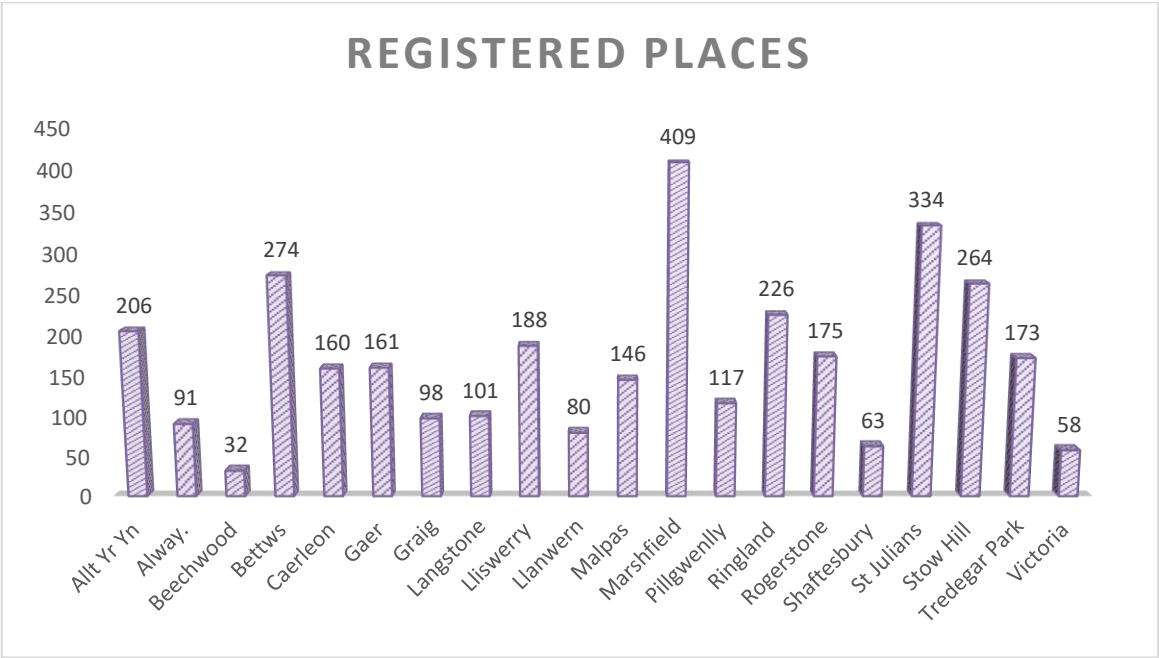 REGISTERED PLACES
450
400
350
300
250
200
150
100
50
0
206
91
32
274
160
161
98
101
188
80
146
409
117
226
175
63
334
264
173
58
Allt Yr Yn
Alway.
Beechwood
Bettws
Caerleon
Gaer
Graig
Langstone
Lliswerry
Llanwern
Malpas
Marshfield
Pillgwenlly
Ringland
Rogerstone
Shaftesbury
St Julians
Stow Hill
Tredegar Park
Victoria